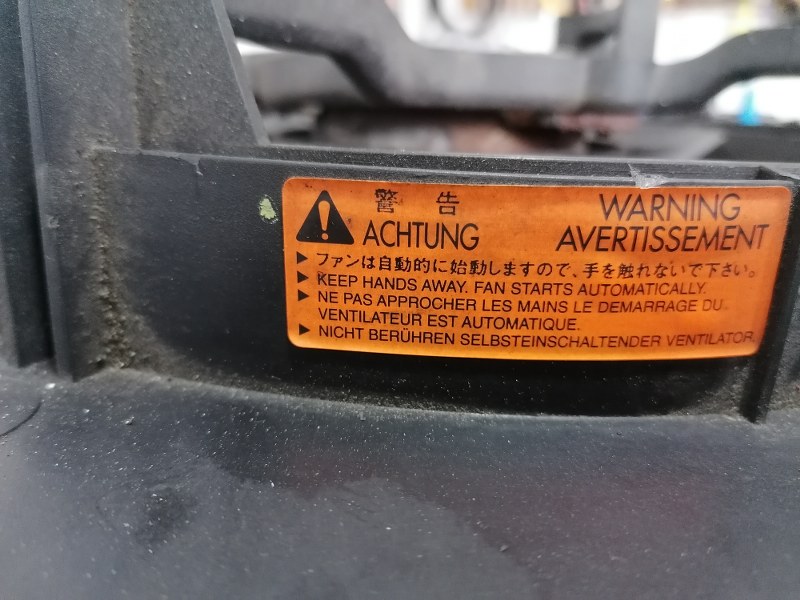 警告 WARNING
ACHTUNG AVERTISSEMENT
ファンは自動的に始動しますので、手を触れないで下さい。
KEEP HANDS AWAY. FAN STARTS AUTOMATICALLY.
NE PAS APPROCHER LES MAINS LE DEMARRAGE DU
VENTILATEUR EST AUTOMATIQUE.
NICHT BERÜHREN SELBSTEINSCHALTENDER VENTILATOR.